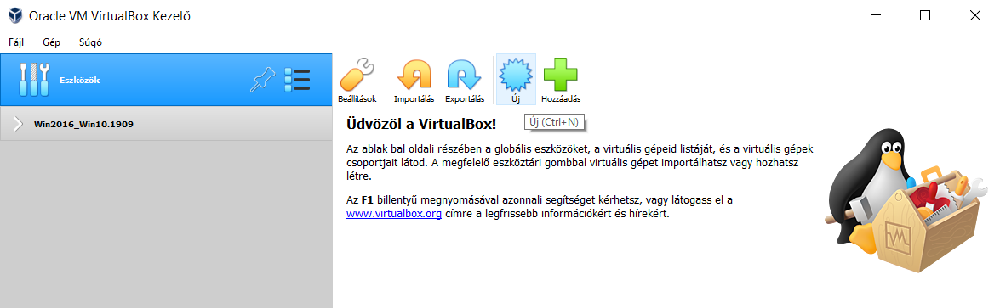 Oracle VM VirtualBox Kezelő
Fájl Gép Súgó
Eszközök
Win2016_Win10.1909
Beállítások Importálás Exportálás Új Hozzáadás
Új (Ctrl+N)
Üdvözöl a VirtualBox!
Az ablak bal oldali részében a globális eszközöket, a virtuális gépeid listáját, és a virtuális gépek
csoportjait látod. A megfelelő eszköztári gombbal virtuális gépet importálhatsz vagy hozhatsz
létre.
Az F1 billentyű megnyomásával azonnali segítséget kérhetsz, vagy látogass el a
www.virtualbox.org címre a legfrissebb információkért és hírekért.